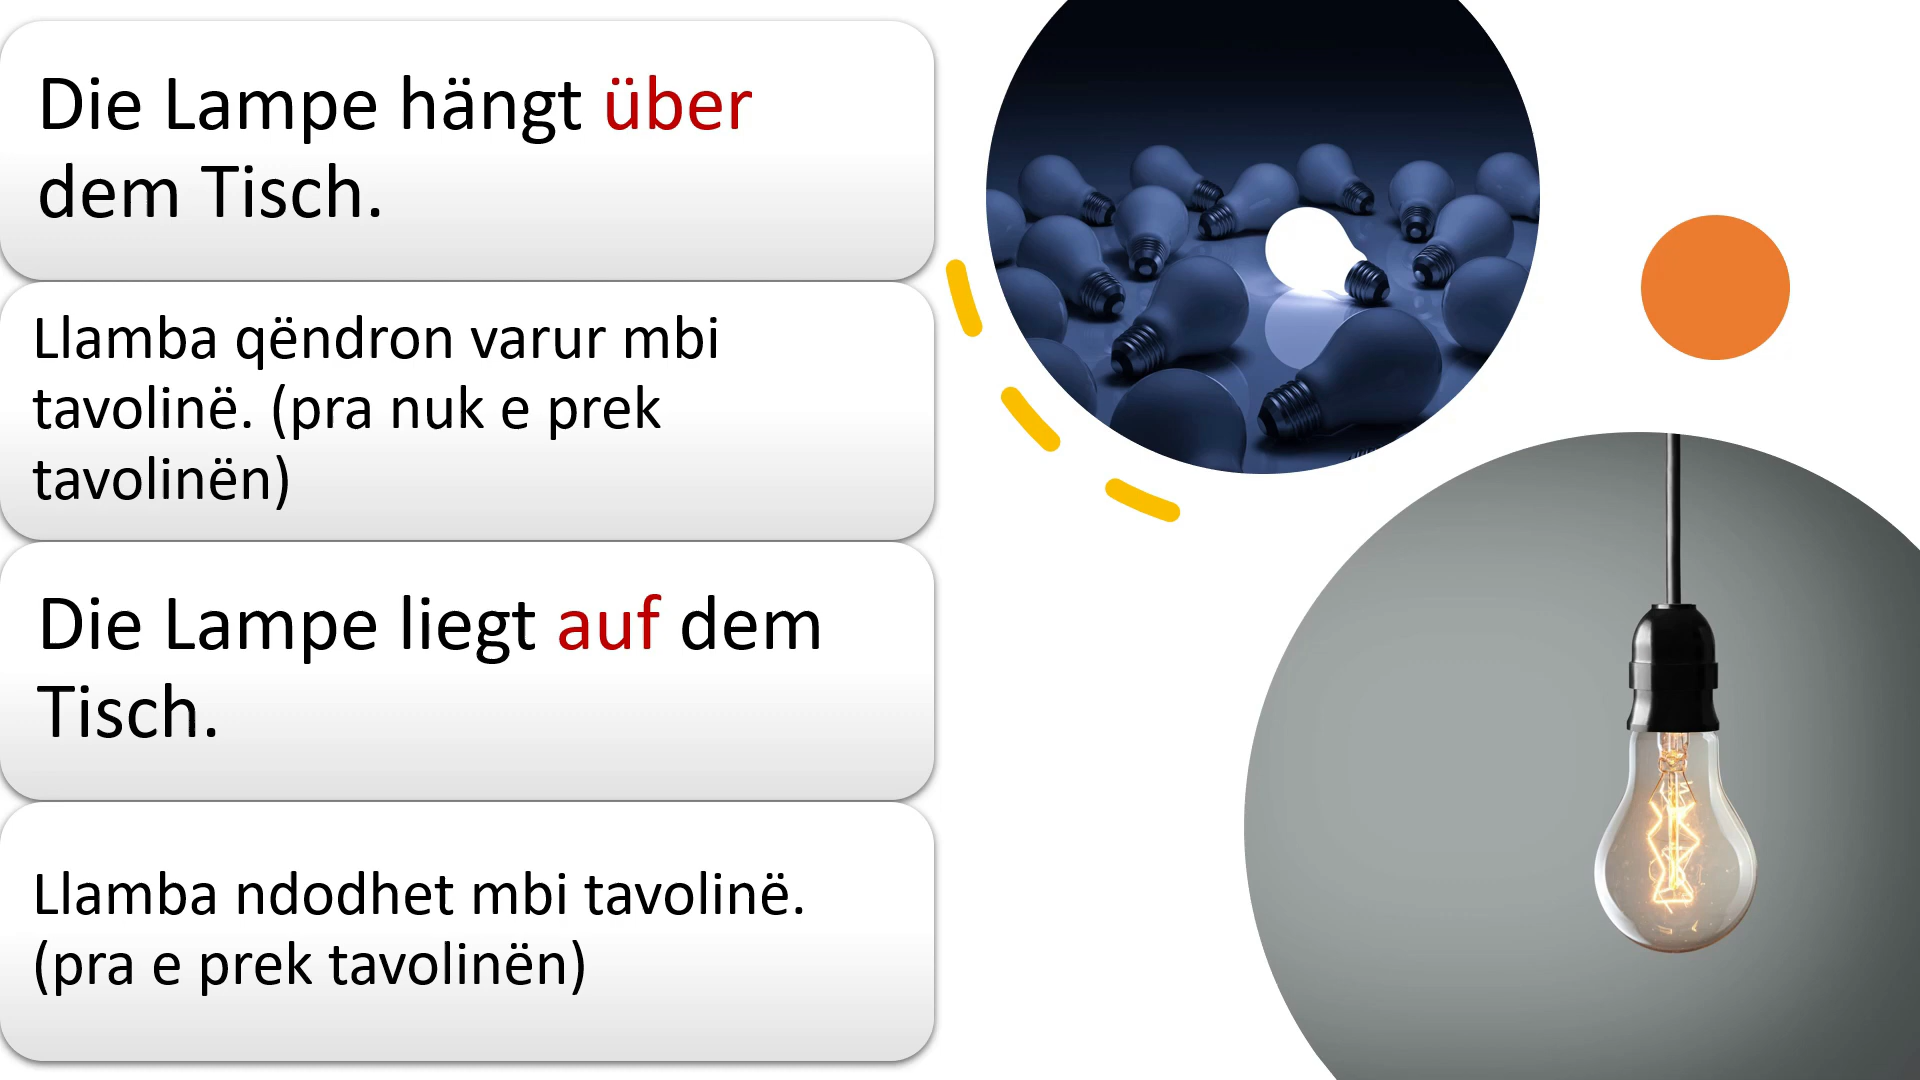 Die Lampe hängt über
dem Tisch.
Llamba qëndron varur mbi
tavolinë. (pra nuk e prek
tavolinën)
Die Lampe liegt auf dem
Tisch.
Llamba ndodhet mbi tavolinë.
(pra e prek tavolinën)